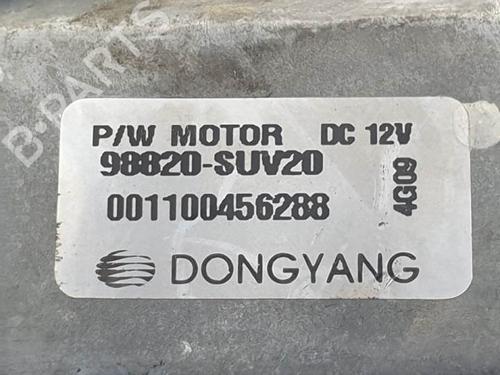 P/W MOTOR DC 12V
98820-SUV20
001100456288
4G09
DONGYANG
B-PARTS